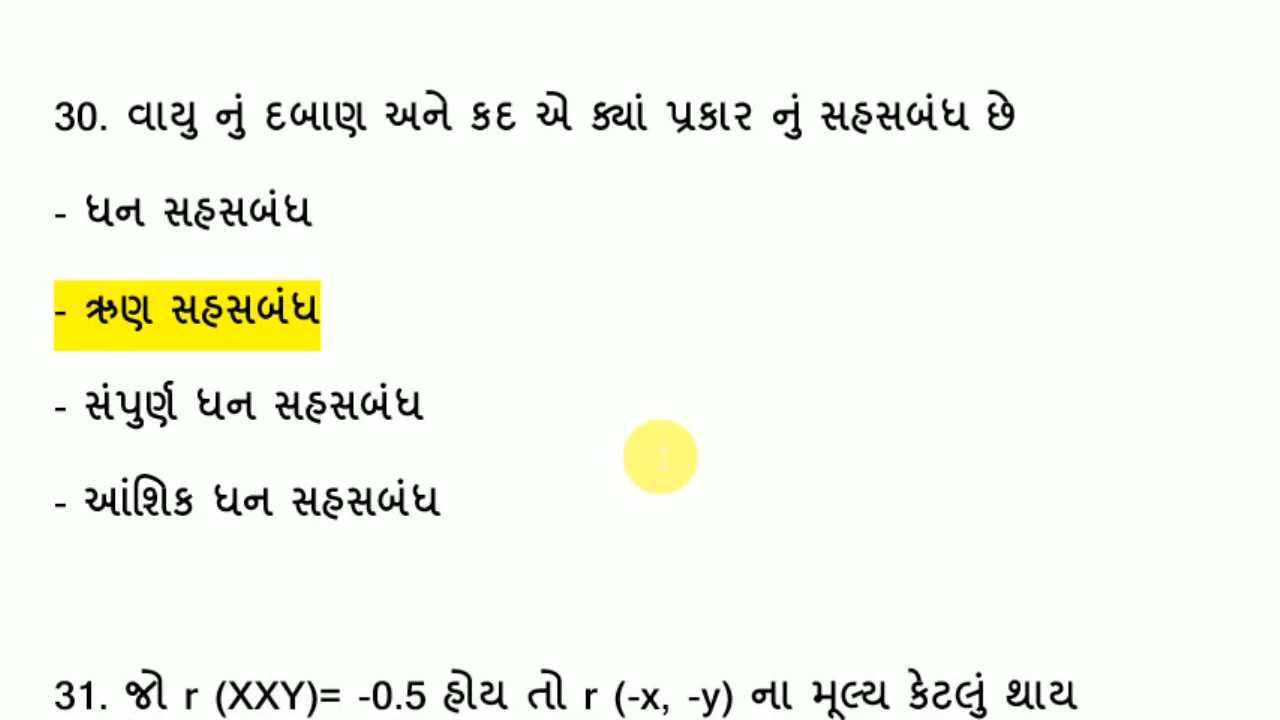 30. વાયુ નું દબાણ અને કદ એ ક્યાં પ્રકાર નું સહસબંધ છે
- ધન સહસબંધ
- ઋણ સહસબંધ
- સંપુર્ણ ધન સહસબંધ
- આંશિક ધન સહસબંધ
31. જો r (XXY)= -0.5 હોય તો r (-x, -y) ના મૂલ્ય કેટલું થાય